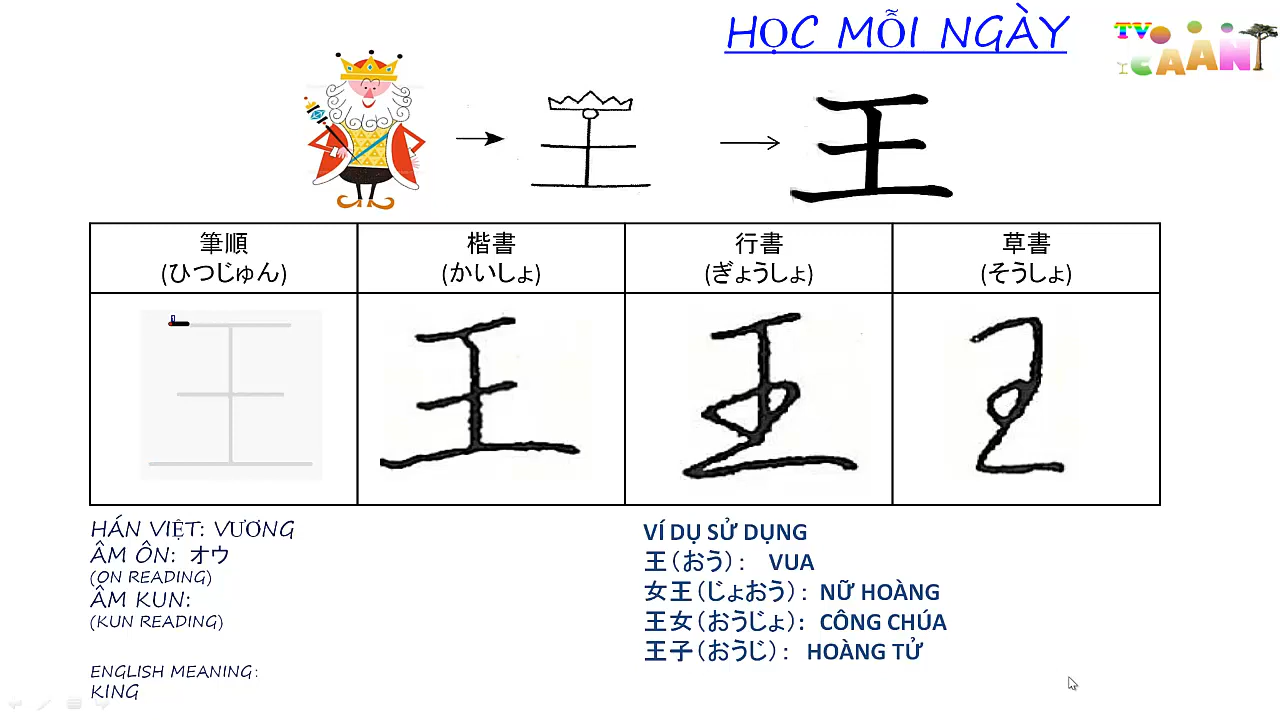 HỌC MỖI NGÀY
TV
CAAN
王
筆順
(ひつじゅん)
楷書
(かいしょ)
行書
(ぎょうしょ)
草書
(そうしょ)
王
王
王
王
HÁN VIỆT: VƯƠNG
ÂM ÔN: オウ
(ON READING)
ÂM KUN:
(KUN READING)
ENGLISH MEANING:
KING
VÍ DỤ SỬ DỤNG
王（おう）: VUA
女王（じょおう）: NỮ HOÀNG
王女（おうじょ）: CÔNG CHÚA
王子（おうじ）: HOÀNG TỬ